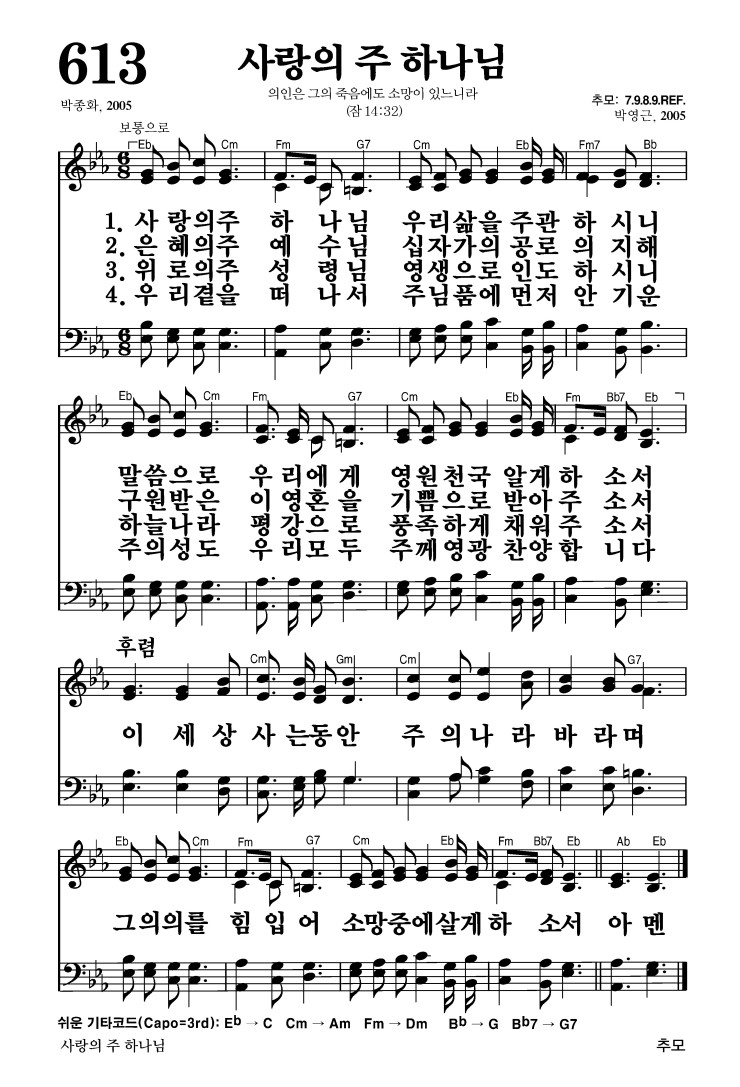 613
사랑의 주 하나님
의인은 그의 죽음에도 소망이 있느니라
(잠 14:32)
박종화, 2005
추모: 7.9.8.9.REF.
박영근, 2005
보통으로
Eb Cm Fm G7 Cm Eb Fm7 Bb
6 8
1. 사 랑의주 하 나님 우리삶을 주관 하 시니
2. 은 혜의주 예 수님 십자가의 공로 의 지해
3. 위 로의주 성 령님 영생으로 인도 하 시니
4. 우 리곁을 떠 나서 주님품에 먼저 안 기운
6 8
Eb Cm Fm G7 Cm Eb Fm Bb7 Eb
말씀으로 우 리에게 영원천국 알게하 소서
구원받은 이 영혼을 기쁨으로 받아주 소서
하늘나라 평 강으로 풍족하게 채워주 소서
주의성도 우 리모두 주께영광 찬양합 니다
후렴
Cm Gm Cm G7
이 세 상 사 는동안 주 의나 라 바 라 며
Eb Cm Fm G7 Cm Eb Fm Bb7 Eb Ab Eb
그의의를 힘 입 어 소망중에살게하 소서 아멘
쉬운 기타코드(Capo=3rd): Eb → C Cm → Am Fm → Dm Bb → G Bb7 → G7
사랑의 주 하나님
추모